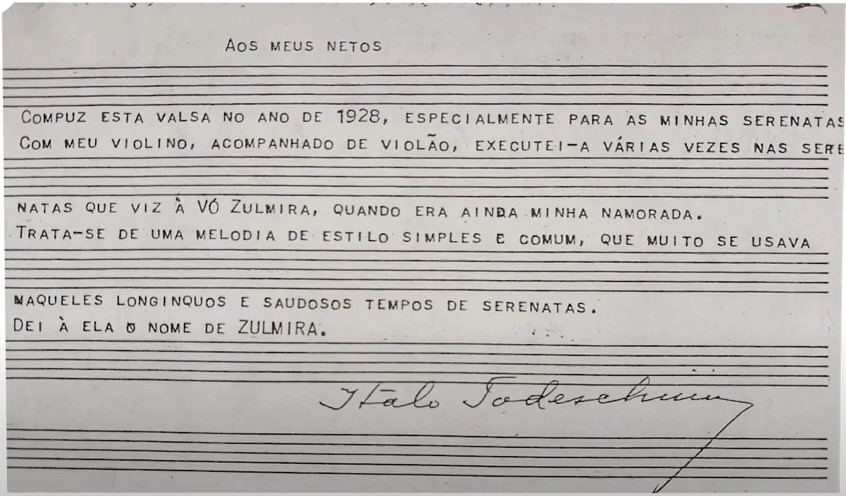 AOS MEUS NETOS
COMPUZ ESTA VALSA NO ANO DE 1928, ESPECIALMENTE PARA AS MINHAS SERENATAS
COM MEU VIOLINO, ACOMPANHADO DE VIOLÃO, EXECUTEI-A VÁRIAS VEZES NAS SERE
NATAS QUE VIZ À VÓ ZULMIRA, QUANDO ERA AINDA MINHA NAMORADA.
TRATA-SE DE UMA MELODIA DE ESTILO SIMPLES E COMUM, QUE MUITO SE USAVA
NAQUELES LONGINQUOS E SAUDOSOS TEMPOS DE SERENATAS.
DEI À ELA O NOME DE ZULMIRA.
Italo Todeschini